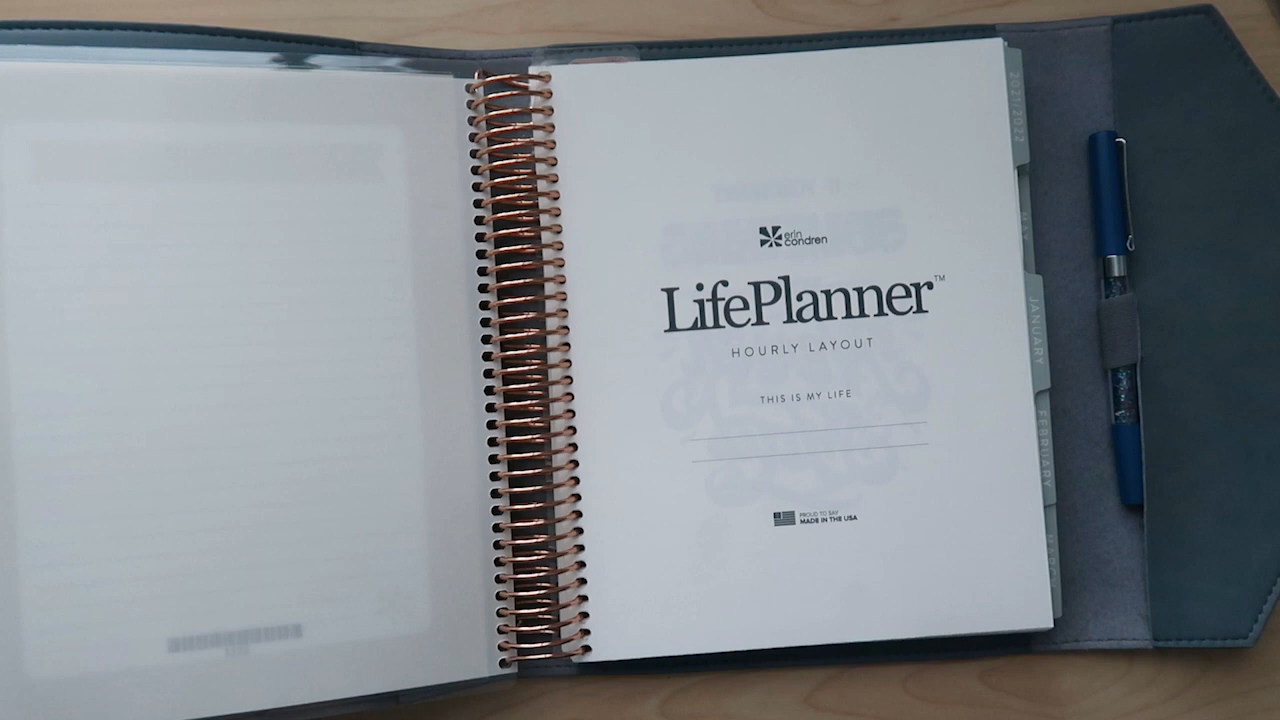 erin
condren
LifePlanner™
HOURLY LAYOUT
THIS IS MY LIFE
PROUD TO SAY
MADE IN THE USA
2021/2022
JANUARY
FEBRUARY
MARCH